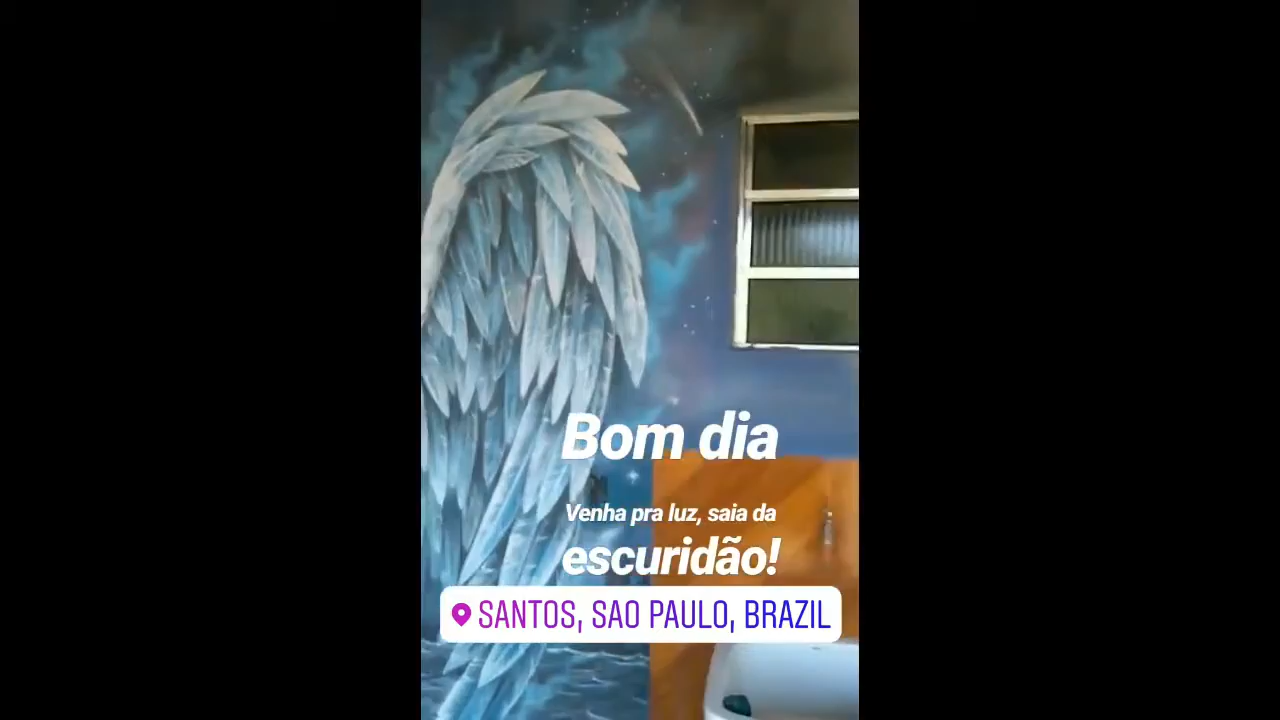 Bom dia
Venha pra luz, saia da
escuridão!
SANTOS, SAO PAULO, BRAZIL